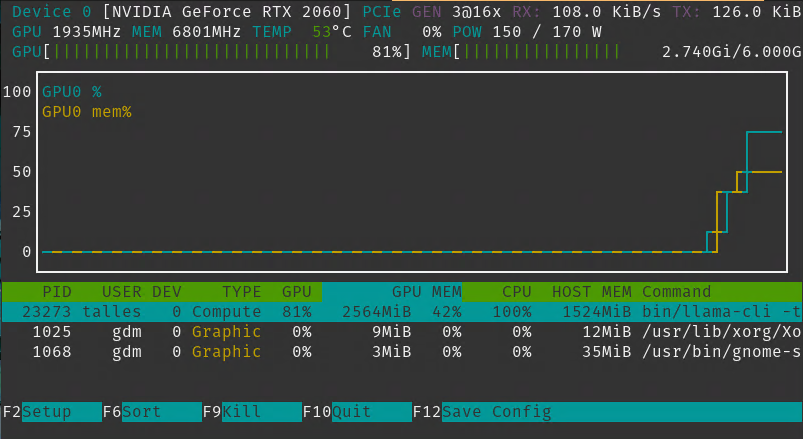 Device 0 [NVIDIA GeForce RTX 2060] PCIe GEN 3@16x RX: 108.0 KiB/s TX: 126.0 KiB
GPU 1935MHz MEM 6801MHz TEMP 53°C FAN 0% POW 150 / 170 W
GPU[||||||||||||||||||||||||||||| 81%] MEM[|||||||||||||||| 2.740Gi/6.000G
100 GPU0 %
GPU0 mem%
75
50
25
0
PID USER DEV TYPE GPU GPU MEM CPU HOST MEM Command
23273 talles 0 Compute 81% 2564MiB 42% 100% 1524MiB bin/llama-cli -t
1025 gdm 0 Graphic 0% 9MiB 0% 0% 12MiB /usr/lib/xorg/Xo
1068 gdm 0 Graphic 0% 3MiB 0% 0% 35MiB /usr/bin/gnome-s
F2Setup F6Sort F9Kill F10Quit F12Save Config